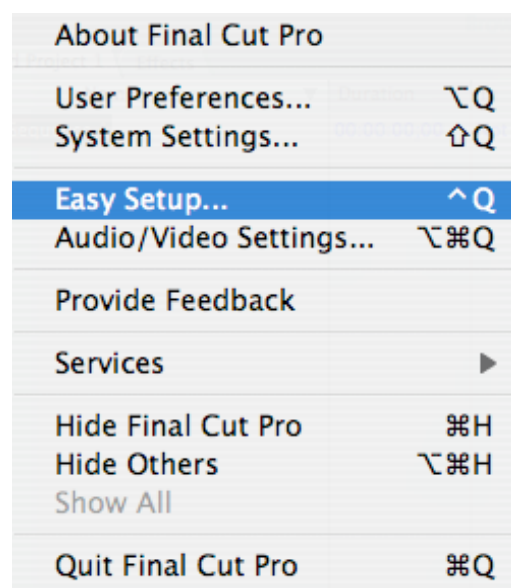 About Final Cut Pro
User Preferences... ⌥Q
System Settings... ⇧Q
Easy Setup... ^Q
Audio/Video Settings... ⌥⌘Q
Provide Feedback
Services ▶
Hide Final Cut Pro ⌘H
Hide Others ⌥⌘H
Show All
Quit Final Cut Pro ⌘Q